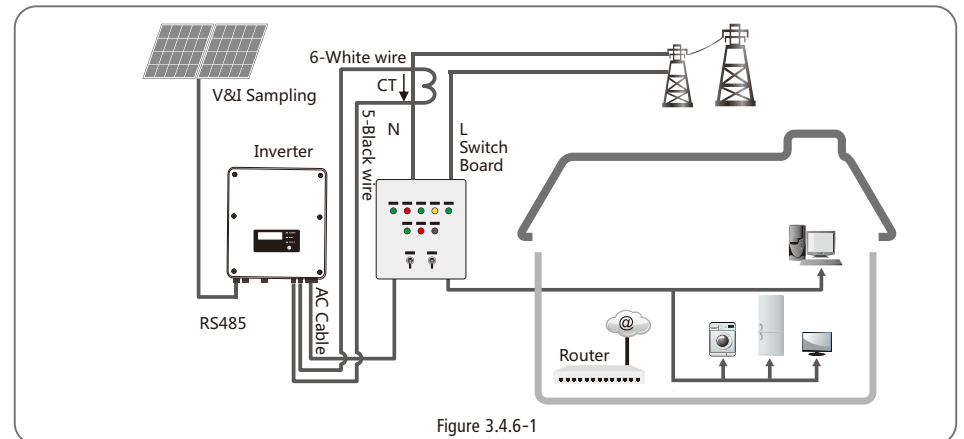 6-White wire
CT
V&I Sampling
5-Black wire
N
L
Switch
Board
Inverter
AC Cable
RS485
@
Router
Figure 3.4.6-1